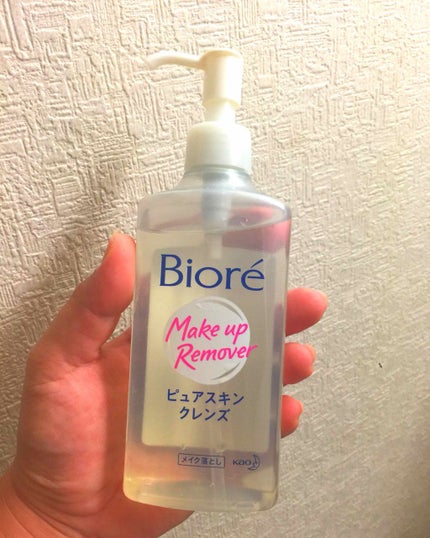 Bioré
Make up
Remover
ピュアスキン
クレンズ
メイク落とし Kao